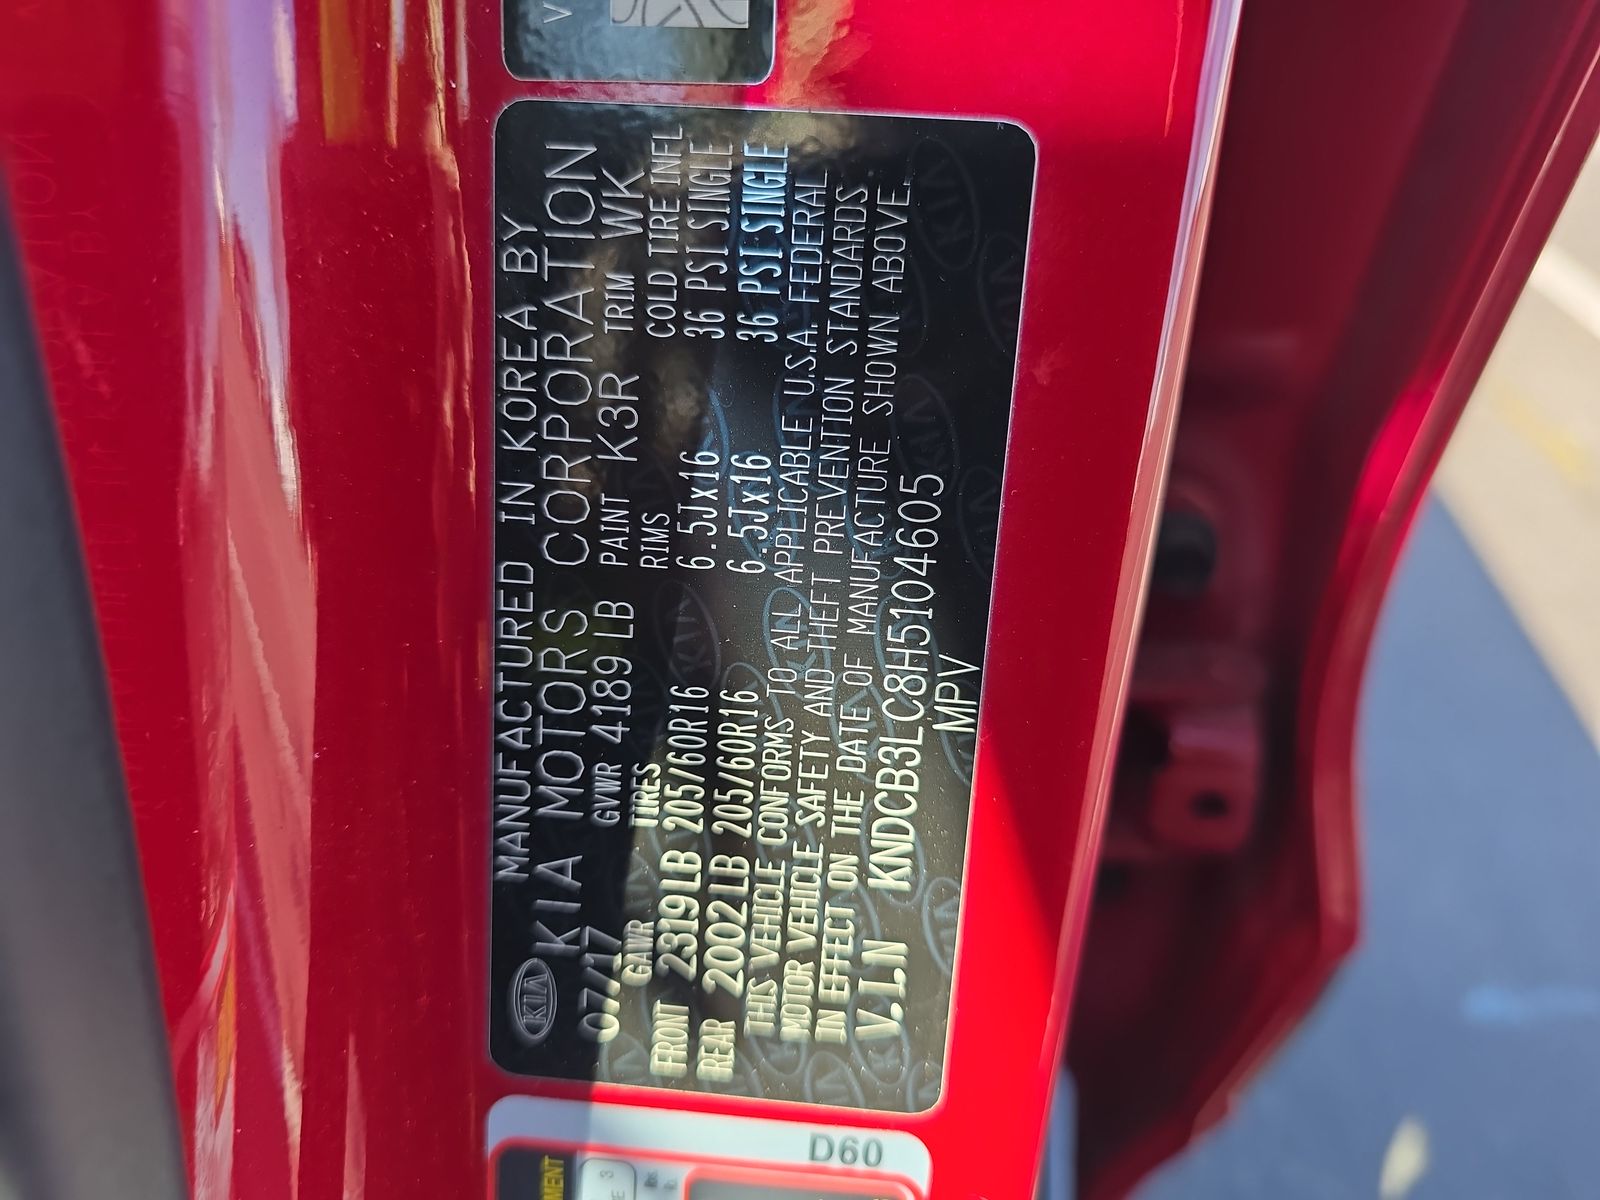 V
MANUFACTURED IN KOREA BY
KIA KIA MOTORS CORPORATION
07/17 GVWR 4189LB PAINT K3R TRIM WK
GAWR TIRES RIMS COLD TIRE INFL
FRONT 2319LB 205/60R16 6.5Jx16 36 PSI SINGLE
REAR 2002LB 205/60R16 6.5Jx16 36 PSI SINGLE
THIS VEHICLE CONFORMS TO ALL APPLICABLE U.S.A. FEDERAL
MOTOR VEHICLE SAFETY AND THEFT PREVENTION STANDARDS
IN EFFECT ON THE DATE OF MANUFACTURE SHOWN ABOVE.
V.I.N KNDCB3LC8H5104605
MPV
D60